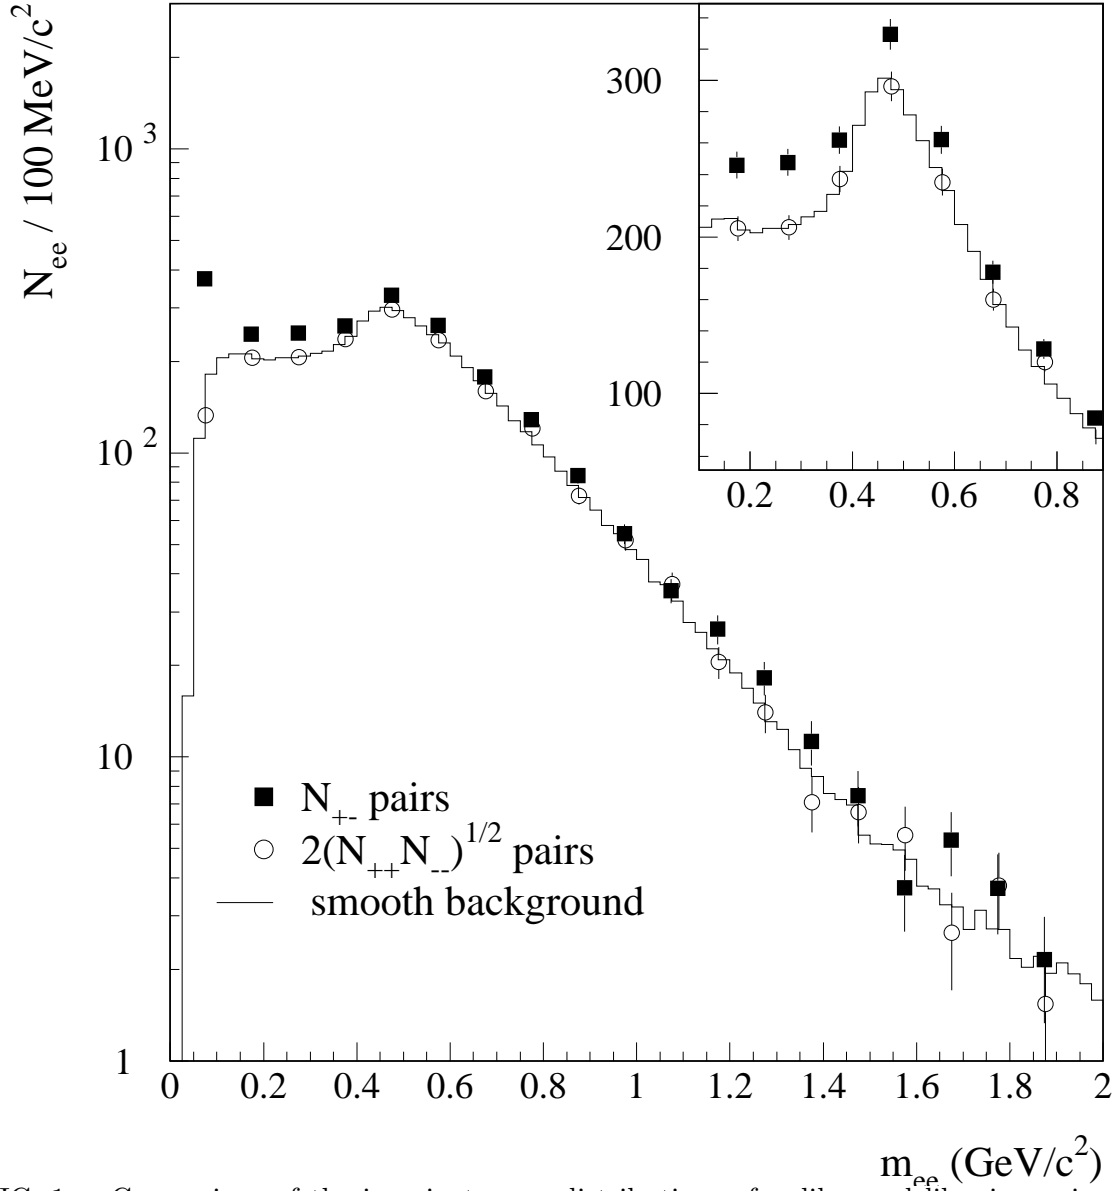 N_ee / 100 MeV/c^2
10^3
10^2
10
1
300
200
100
0.2 0.4 0.6 0.8
N_+- pairs
2(N_++N_--)^1/2 pairs
smooth background
0 0.2 0.4 0.6 0.8 1 1.2 1.4 1.6 1.8 2
m_ee (GeV/c^2)